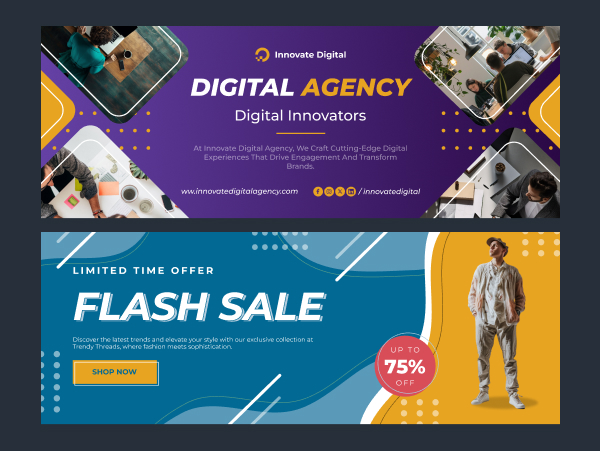 Innovate Digital
DIGITAL AGENCY
Digital Innovators
At Innovate Digital Agency, We Craft Cutting-Edge Digital
Experiences That Drive Engagement And Transform
Brands.
ww.innovatedigitalagency.com
/ innovatedigital
LIMITED TIME OFFER
FLASH SALE
Discover the latest trends and elevate your style with our exclusive collection at
Trendy Threads, where fashion meets sophistication.
SHOP NOW
UP TO
75%
OFF